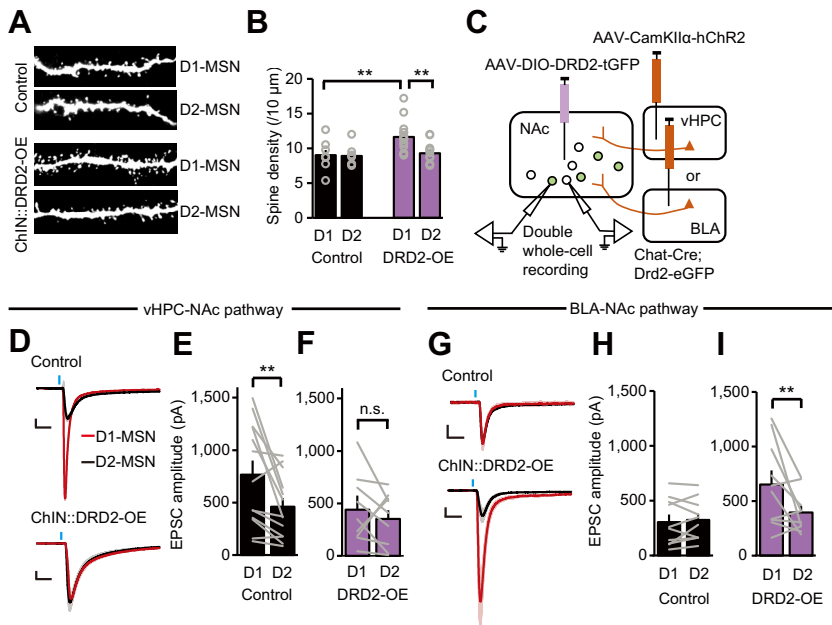 A
Control
D1-MSN
D2-MSN
ChIN::DRD2-OE
D1-MSN
D2-MSN
B
Spine density (/10 μm)
20
15
10
5
0
**
**
D1 D2
D1 D2
Control
DRD2-OE
C
AAV-CamKIIα-hChR2
AAV-DIO-DRD2-tGFP
NAc
vHPC
or
BLA
Double
whole-cell
recording
Chat-Cre;
Drd2-eGFP
vHPC-NAc pathway
BLA-NAc pathway
D
Control
D1-MSN
D2-MSN
ChIN::DRD2-OE
E
EPSC amplitude (pA)
1,500
1,000
500
0
**
D1 D2
Control
F
1,500
1,000
500
0
n.s.
D1 D2
DRD2-OE
G
Control
ChIN::DRD2-OE
H
EPSC amplitude (pA)
1,500
1,000
500
0
D1 D2
Control
I
1,500
1,000
500
0
**
D1 D2
DRD2-OE